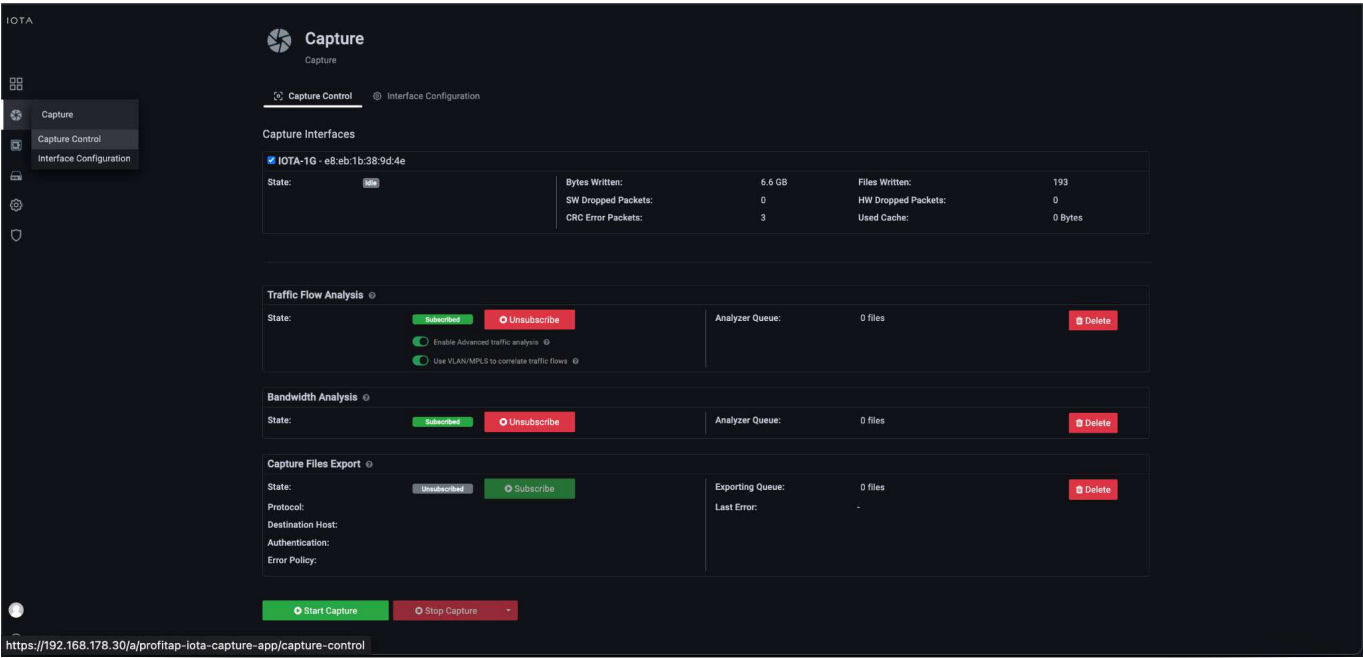 IOTA
Capture
Capture
Capture Control Interface Configuration
Capture
Capture Control
Interface Configuration
Capture Interfaces
IOTA-1G - e8:eb:1b:38:9d:4e
State: Idle Bytes Written: 6.6 GB Files Written: 193
SW Dropped Packets: 0 HW Dropped Packets: 0
CRC Error Packets: 3 Used Cache: 0 Bytes
Traffic Flow Analysis
State: Subscribed Unsubscribe Analyzer Queue: 0 files Delete
Enable Advanced traffic analysis
Use VLAN/MPLS to correlate traffic flows
Bandwidth Analysis
State: Subscribed Unsubscribe Analyzer Queue: 0 files Delete
Capture Files Export
State: Unsubscribed Subscribe Exporting Queue: 0 files Delete
Protocol: Last Error: -
Destination Host:
Authentication:
Error Policy:
Start Capture Stop Capture
https://192.168.178.30/a/profitap-iota-capture-app/capture-control